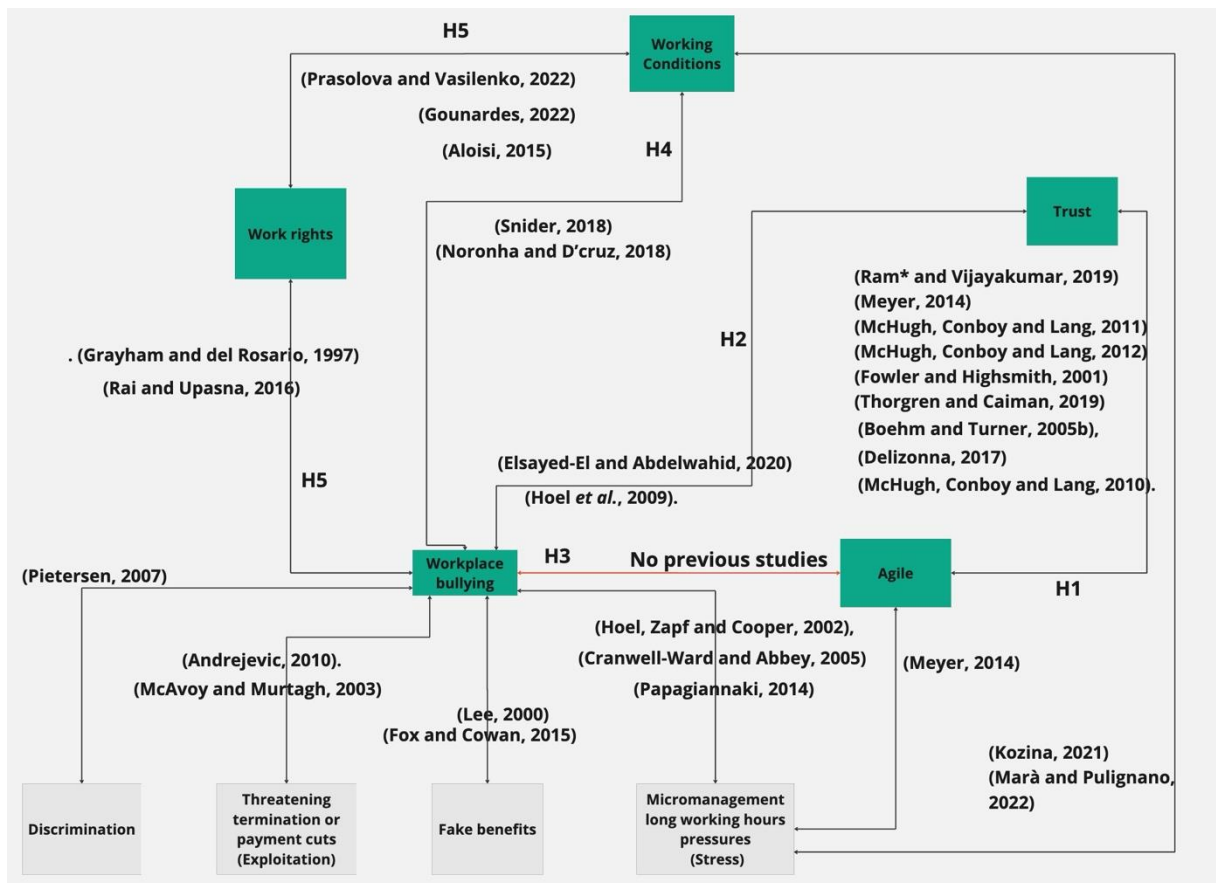 H5
Working
Conditions
(Prasolova and Vasilenko, 2022)
(Gounardes, 2022)
(Aloisi, 2015)
H4
Work rights
Trust
(Snider, 2018)
(Noronha and D’cruz, 2018)
(Ram* and Vijayakumar, 2019)
(Meyer, 2014)
(McHugh, Conboy and Lang, 2011)
(McHugh, Conboy and Lang, 2012)
(Fowler and Highsmith, 2001)
(Thorgren and Caiman, 2019)
(Boehm and Turner, 2005b),
(Delizonna, 2017)
(McHugh, Conboy and Lang, 2010).
H2
. (Grayham and del Rosario, 1997)
(Rai and Upasna, 2016)
H5
(Elsayed-El and Abdelwahid, 2020)
(Hoel et al., 2009).
Workplace
bullying
H3
No previous studies
Agile
H1
(Pietersen, 2007)
(Andrejevic, 2010).
(McAvoy and Murtagh, 2003)
(Lee, 2000)
(Fox and Cowan, 2015)
(Hoel, Zapf and Cooper, 2002),
(Cranwell-Ward and Abbey, 2005)
(Papagiannaki, 2014)
(Meyer, 2014)
(Kozina, 2021)
(Marà and Pulignano,
2022)
Discrimination
Threatening
termination or
payment cuts
(Exploitation)
Fake benefits
Micromanagement
long working hours
pressures
(Stress)